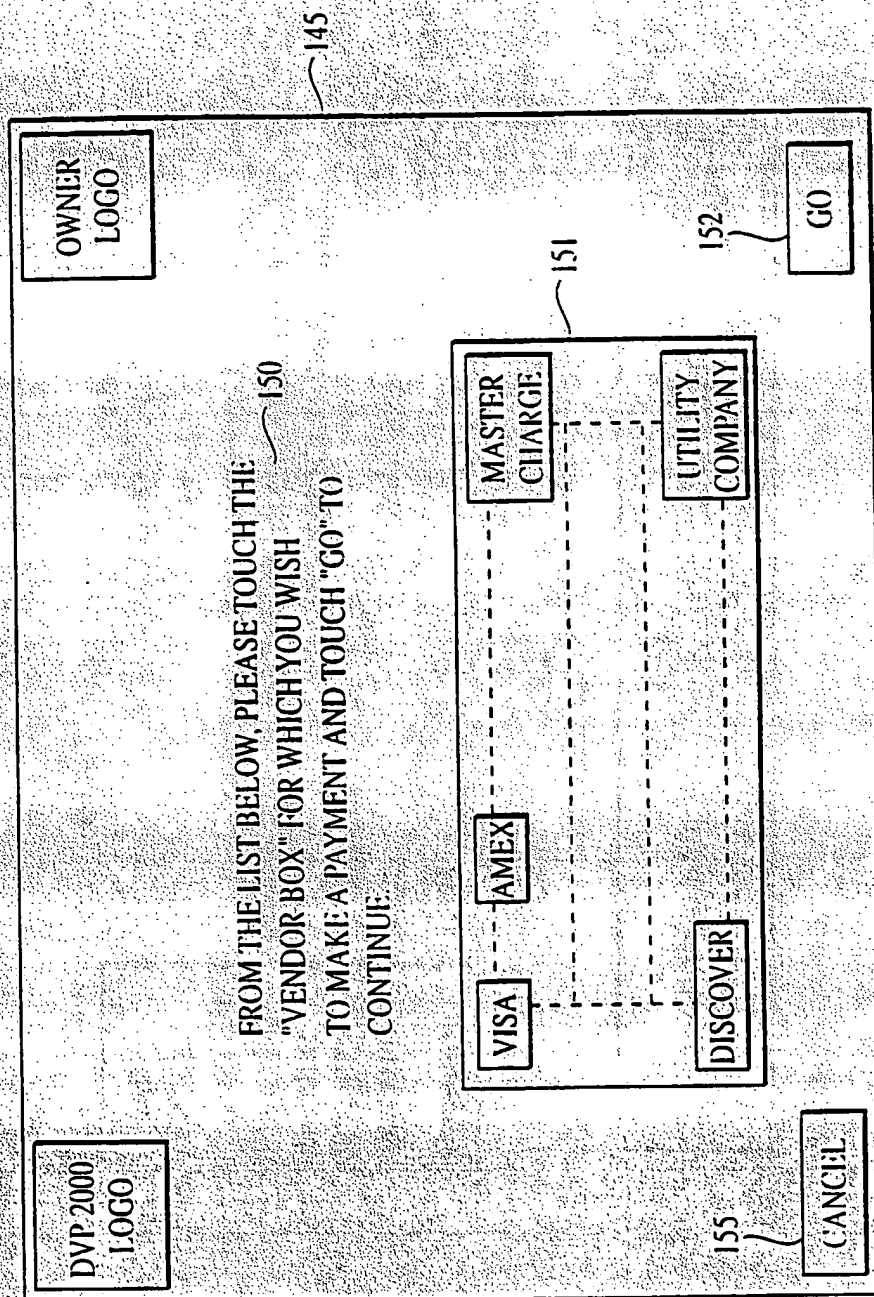 DVP 2000
LOGO
OWNER
LOGO
145
FROM THE LIST BELOW, PLEASE TOUCH THE
"VENDOR-BOX" FOR WHICH YOU WISH
TO MAKE A PAYMENT AND TOUCH "GO" TO
CONTINUE.
150
VISA
AMEX
MASTER
CHARGE
151
DISCOVER
UTILITY
COMPANY
155
CANCEL
152
GO